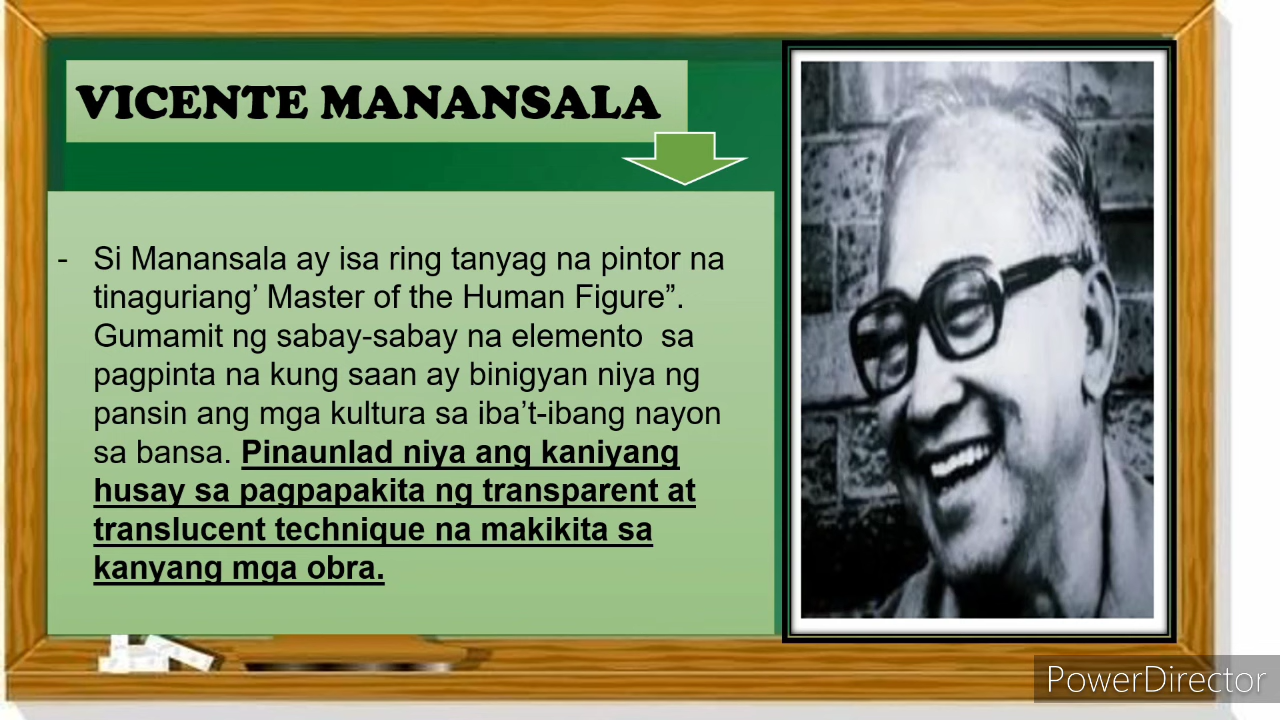 VICENTE MANANSALA
- Si Manansala ay isa ring tanyag na pintor na
tinaguriang’ Master of the Human Figure”.
Gumamit ng sabay-sabay na elemento  sa
pagpinta na kung saan ay binigyan niya ng
pansin ang mga kultura sa iba’t-ibang nayon
sa bansa. Pinaunlad niya ang kaniyang
husay sa pagpapakita ng transparent at
translucent technique na makikita sa
kanyang mga obra.
PowerDirector